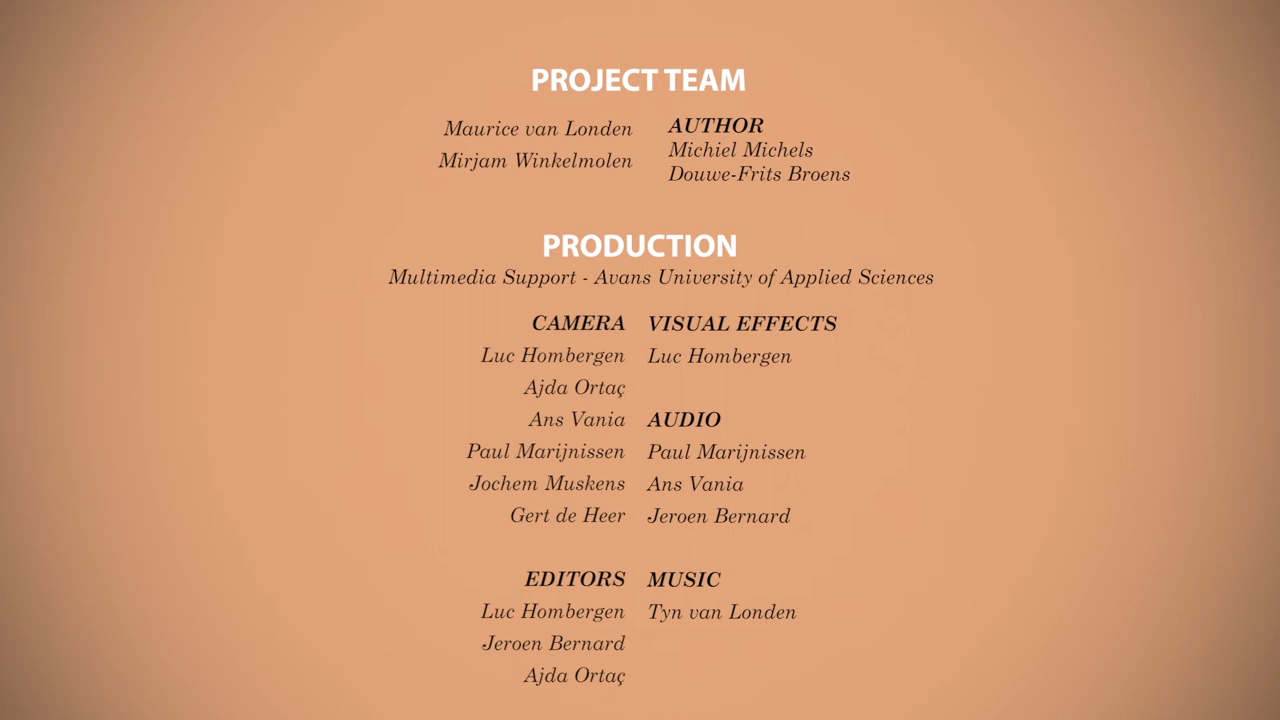 PROJECT TEAM
Maurice van Londen
Mirjam Winkelmolen
AUTHOR
Michiel Michels
Douwe-Frits Broens
PRODUCTION
Multimedia Support - Avans University of Applied Sciences
CAMERA
Luc Hombergen
Ajda Ortaç
Ans Vania
Paul Marijnissen
Jochem Muskens
Gert de Heer
VISUAL EFFECTS
Luc Hombergen
AUDIO
Paul Marijnissen
Ans Vania
Jeroen Bernard
EDITORS
Luc Hombergen
Jeroen Bernard
Ajda Ortaç
MUSIC
Tyn van Londen